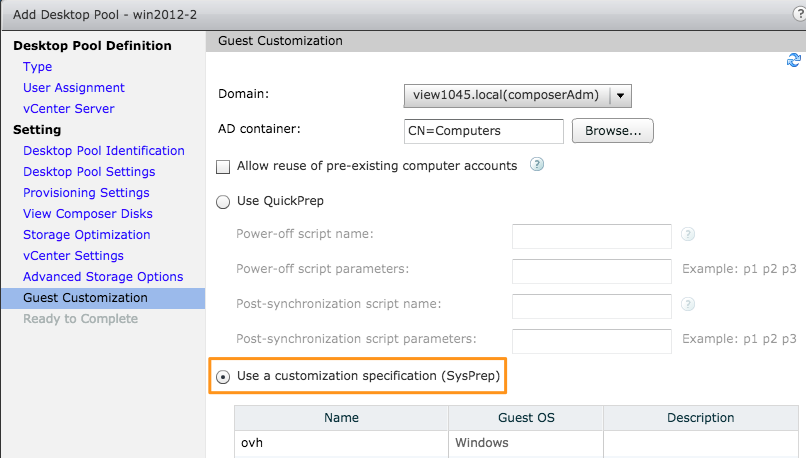 Add Desktop Pool - win2012-2
?
Desktop Pool Definition
Type
User Assignment
vCenter Server
Setting
Desktop Pool Identification
Desktop Pool Settings
Provisioning Settings
View Composer Disks
Storage Optimization
vCenter Settings
Advanced Storage Options
Guest Customization
Ready to Complete
Guest Customization
Domain: view1045.local(composerAdm)
AD container: CN=Computers Browse...
Allow reuse of pre-existing computer accounts ?
Use QuickPrep
Power-off script name: ?
Power-off script parameters: Example: p1 p2 p3
Post-synchronization script name: ?
Post-synchronization script parameters: Example: p1 p2 p3
Use a customization specification (SysPrep)
Name Guest OS Description
ovh Windows